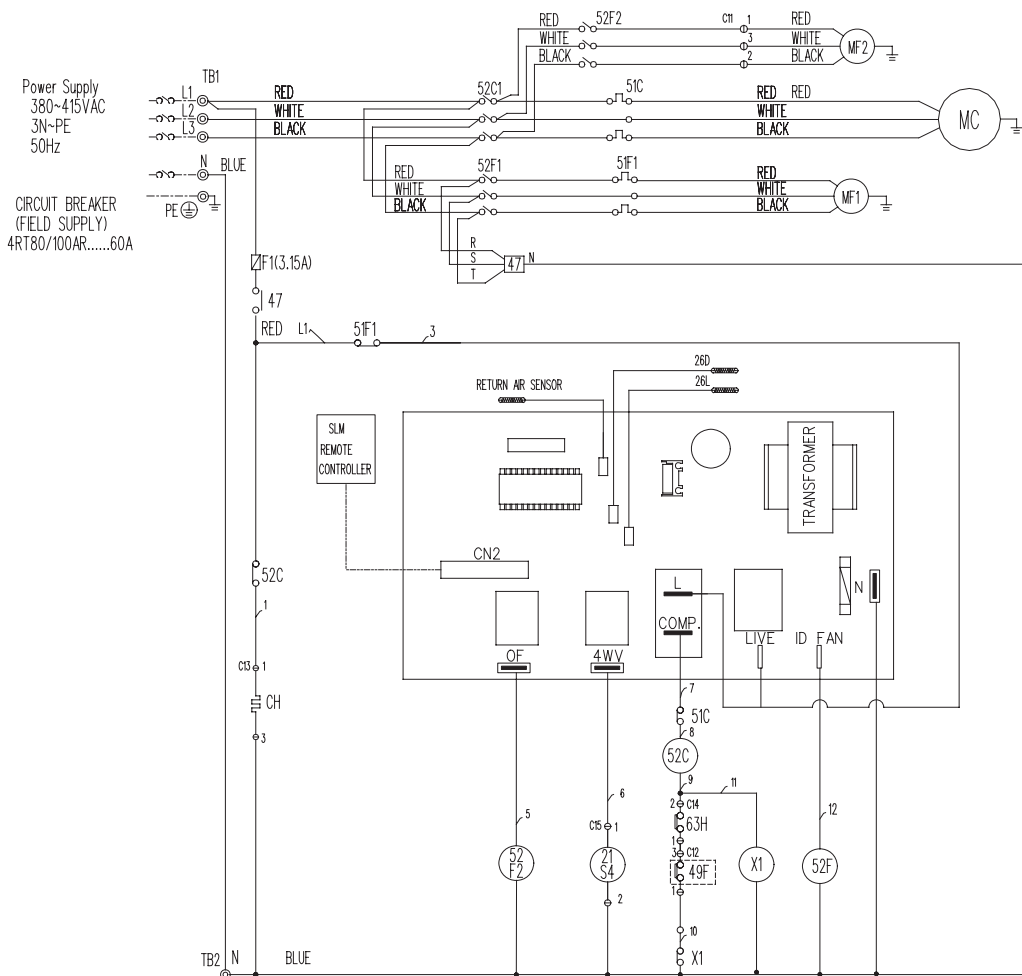 RED 52F2 C11 1 RED
WHITE 3 WHITE
BLACK 2 BLACK
MF2
Power Supply
380~415VAC
3N~PE
50Hz
TB1
L1 RED 52C1 51C RED RED
L2 WHITE WHITE
L3 BLACK BLACK
MC
N BLUE
PE
CIRCUIT BREAKER
(FIELD SUPPLY)
4RT80/100AR......60A
RED 52F1 51F1 RED
WHITE WHITE
BLACK BLACK
MF1
R
S
T
47 N
F1(3.15A)
47
RED L1 51F1 3
26D
26L
RETURN AIR SENSOR
SLM
REMOTE
CONTROLLER
TRANSFORMER
CN2
52C
1
L
N
COMP.
LIVE ID FAN
OF 4WV
C13 1
CH
3
7
51C
8
52C
9 11
2 C14
63H
1
3 C12
49F
1
10
X1
5
52
F2
6
C15 1
21
S4
2
X1
12
52F
TB2 N BLUE